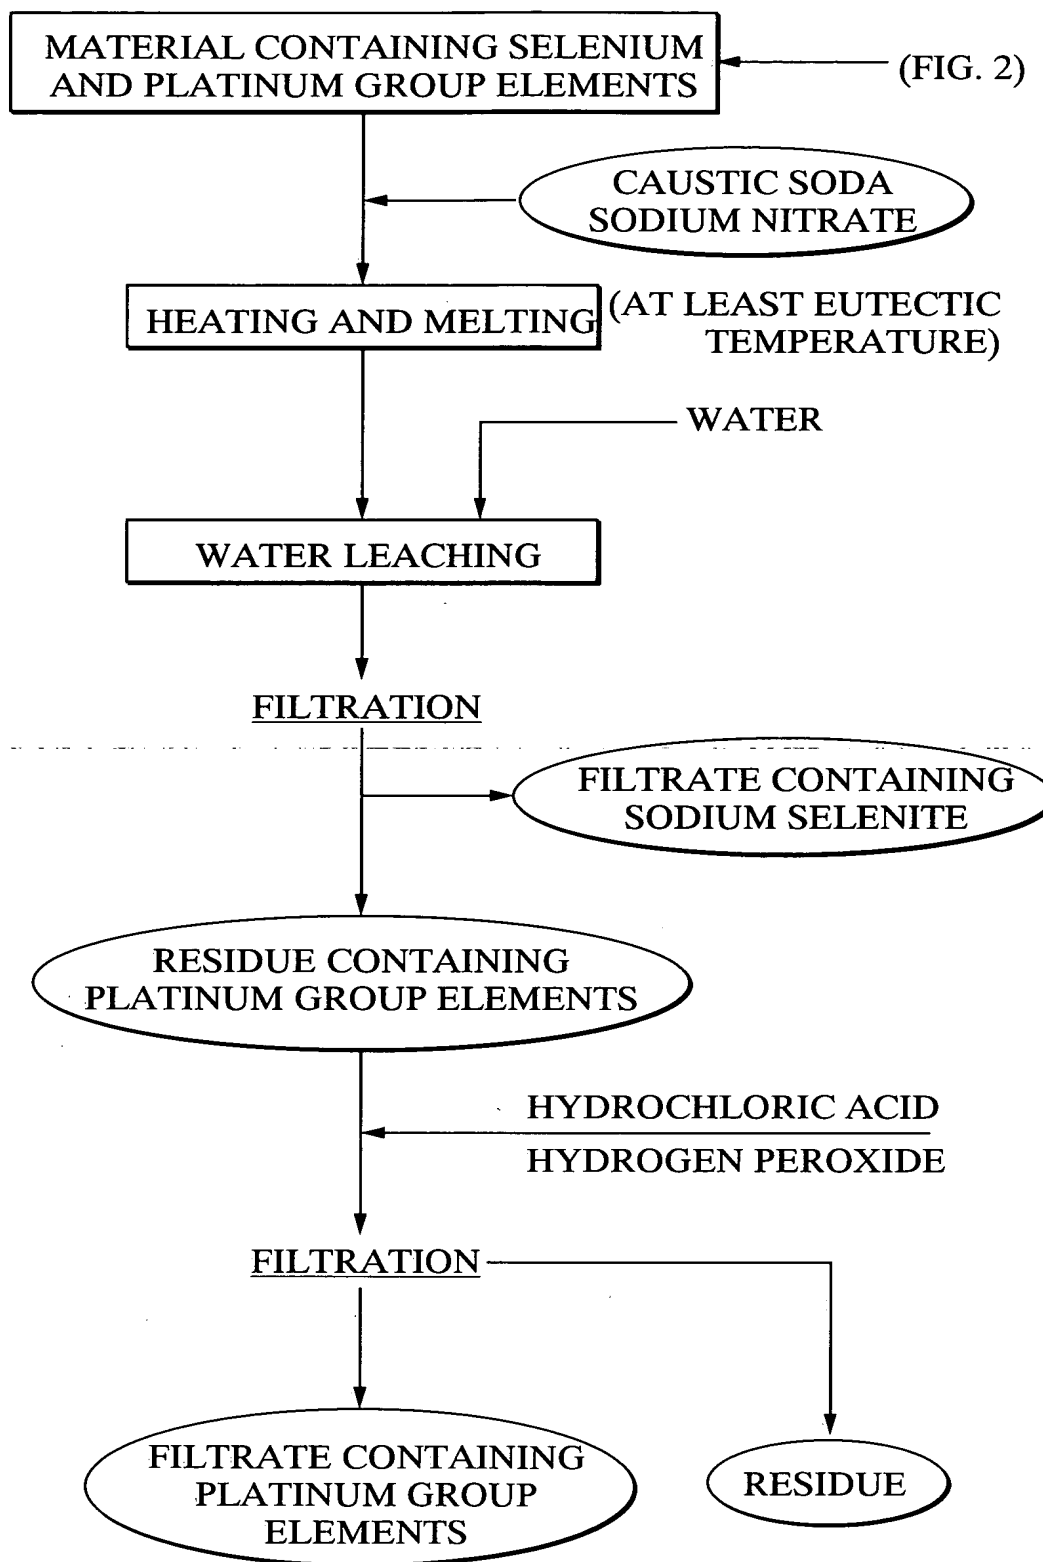 MATERIAL CONTAINING SELENIUM
AND PLATINUM GROUP ELEMENTS
(FIG. 2)
CAUSTIC SODA
SODIUM NITRATE
HEATING AND MELTING
(AT LEAST EUTECTIC
TEMPERATURE)
WATER
WATER LEACHING
FILTRATION
FILTRATE CONTAINING
SODIUM SELENITE
RESIDUE CONTAINING
PLATINUM GROUP ELEMENTS
HYDROCHLORIC ACID
HYDROGEN PEROXIDE
FILTRATION
FILTRATE CONTAINING
PLATINUM GROUP
ELEMENTS
RESIDUE